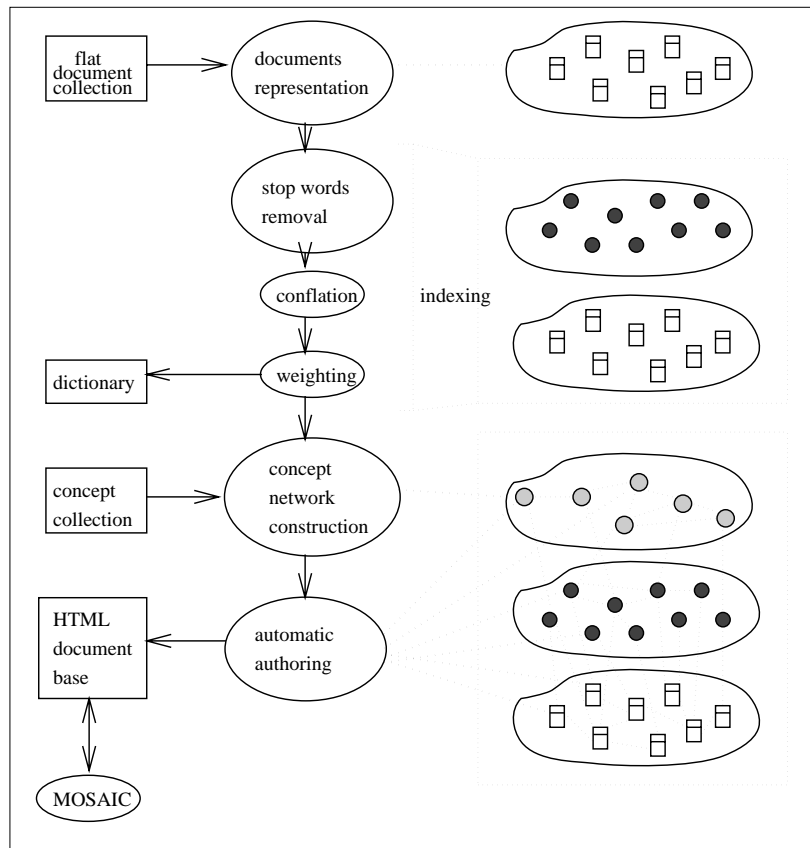 flat
document
collection
documents
representation
stop words
removal
conflation
indexing
dictionary
weighting
concept
collection
concept
network
construction
HTML
document
base
automatic
authoring
MOSAIC